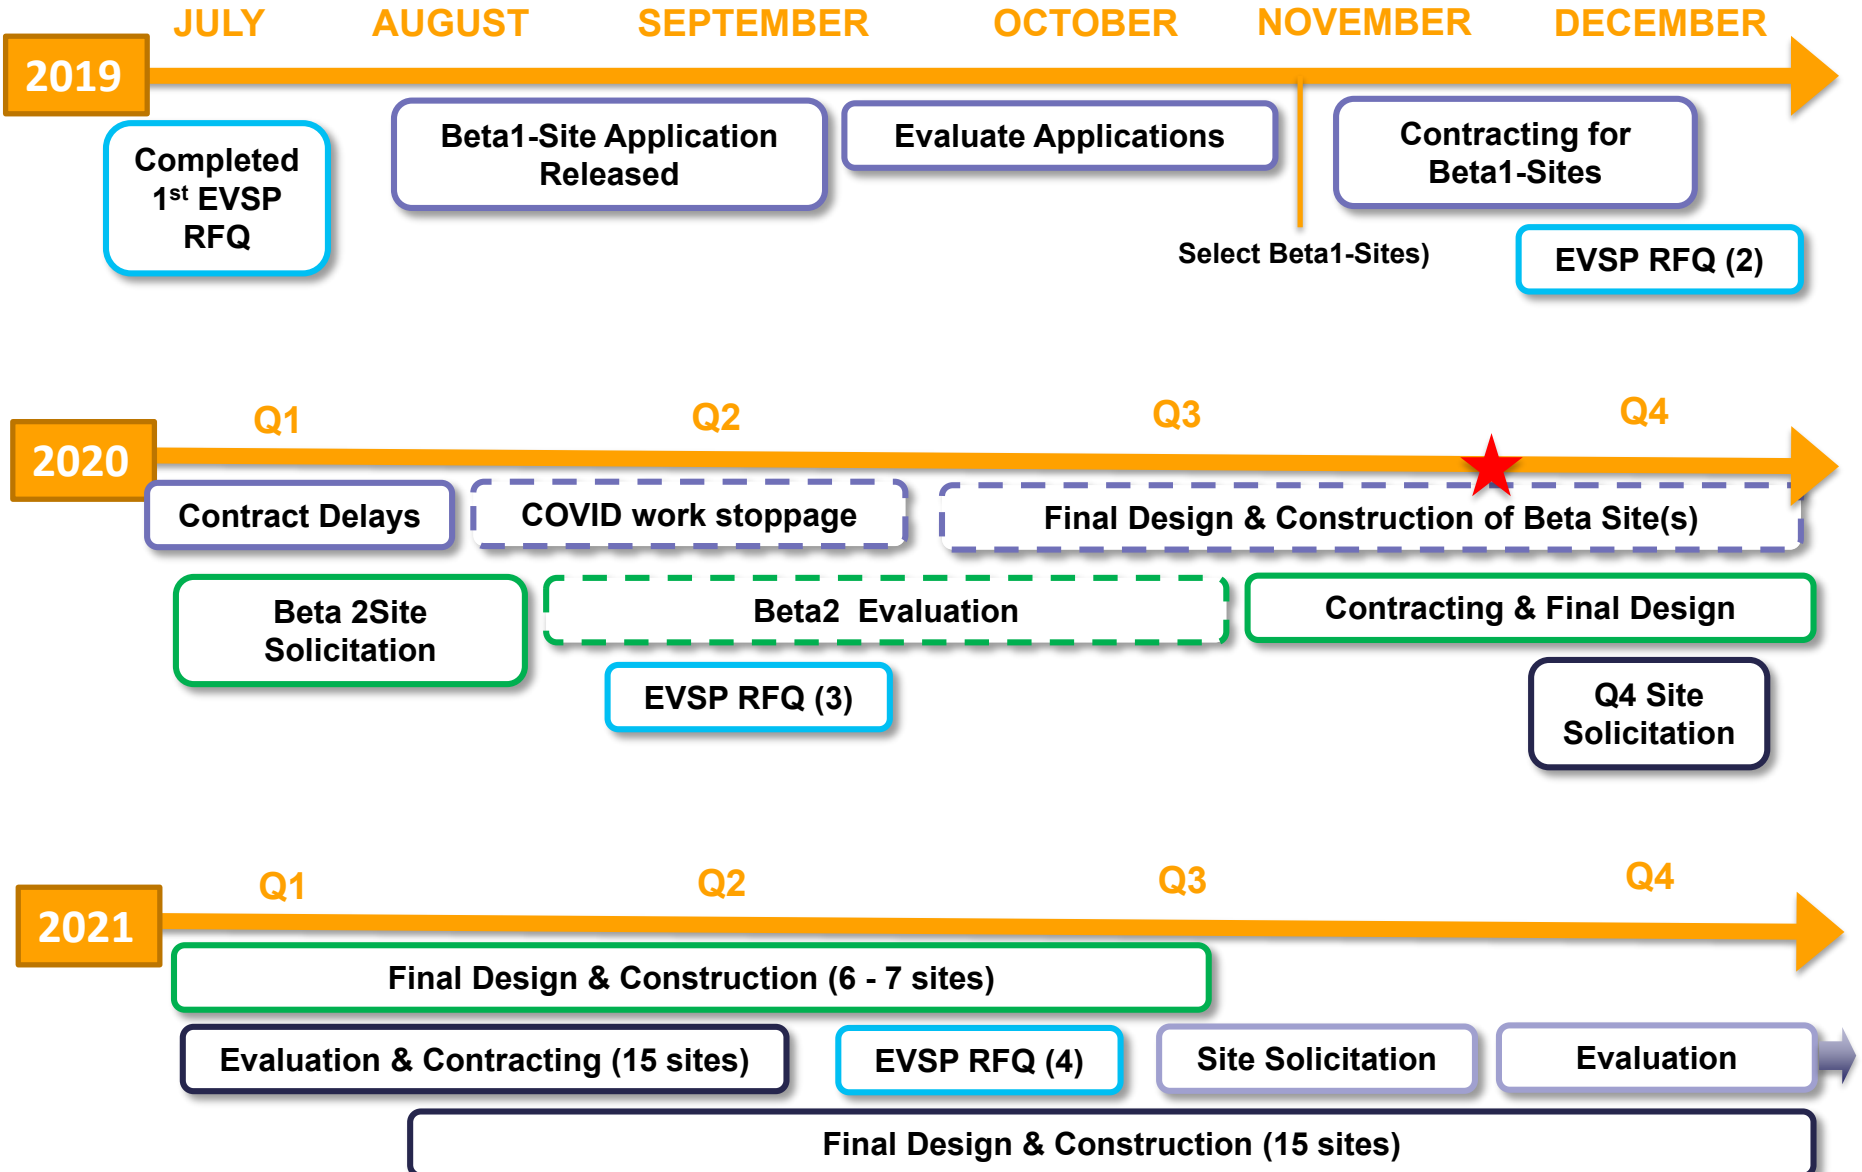 JULY AUGUST SEPTEMBER OCTOBER NOVEMBER DECEMBER
2019
Completed
1st EVSP
RFQ
Beta1-Site Application
Released
Evaluate Applications
Contracting for
Beta1-Sites
Select Beta1-Sites)
EVSP RFQ (2)
Q1 Q2 Q3 Q4
2020
Contract Delays
COVID work stoppage
Final Design & Construction of Beta Site(s)
Beta 2Site
Solicitation
Beta2 Evaluation
Contracting & Final Design
EVSP RFQ (3)
Q4 Site
Solicitation
Q1 Q2 Q3 Q4
2021
Final Design & Construction (6 - 7 sites)
Evaluation & Contracting (15 sites)
EVSP RFQ (4)
Site Solicitation
Evaluation
Final Design & Construction (15 sites)